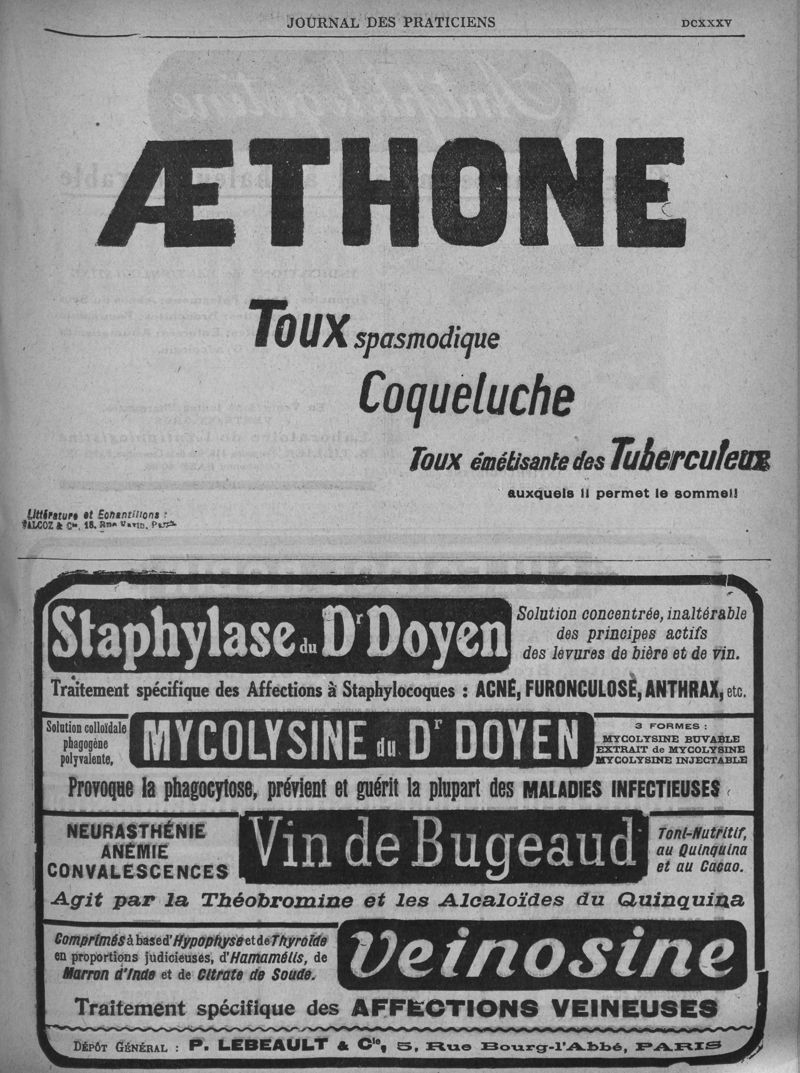 JOURNAL DES PRATICIENS DCXXXV
ÆTHONE
Toux spasmodique
Coqueluche
Toux émétisante des Tuberculeux
auxquels il permet le sommeil
Littérature et Echantillons :
FALCOZ & Cie, 18, Rue Vavin, Paris
Staphylase du Dr Doyen
Solution concentrée, inaltérable
des principes actifs
des levures de bière et de vin.
Traitement spécifique des Affections à Staphylocoques : ACNÉ, FURONCULOSE, ANTHRAX, etc.
Solution colloïdale
phagogène
polyvalente,
MYCOLYSINE du Dr DOYEN
3 FORMES :
MYCOLYSINE BUVABLE
EXTRAIT de MYCOLYSINE
MYCOLYSINE INJECTABLE
Provoque la phagocytose, prévient et guérit la plupart des MALADIES INFECTIEUSES
NEURASTHÉNIE
ANÉMIE
CONVALESCENCES
Vin de Bugeaud
Toni-Nutritif,
au Quinquina
et au Cacao.
Agit par la Théobromine et les Alcaloïdes du Quinquina
Comprimés à base d'Hypophyse et de Thyroïde
en proportions judicieuses, d'Hamamélis, de
Marron d'Inde et de Citrate de Soude.
Veinosine
Traitement spécifique des AFFECTIONS VEINEUSES
DÉPÔT GÉNÉRAL : P. LEBEAULT & Cie, 5, Rue Bourg-l'Abbé, PARIS